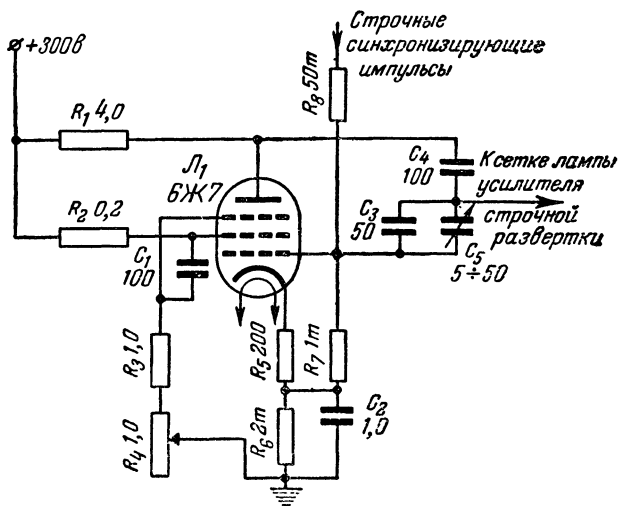 Строчные
синхронизирующие
импульсы
+300в
R₈ 50т
R₁ 4,0
Л₁
6Ж7
C₄
100
К сетке лампы
усилителя
строчной
развертки
R₂ 0,2
C₁
100
C₃
50
C₅
5÷50
R₃ 1,0
R₅ 200
R₇ 1т
R₄ 1,0
R₆ 2т
C₂
1,0